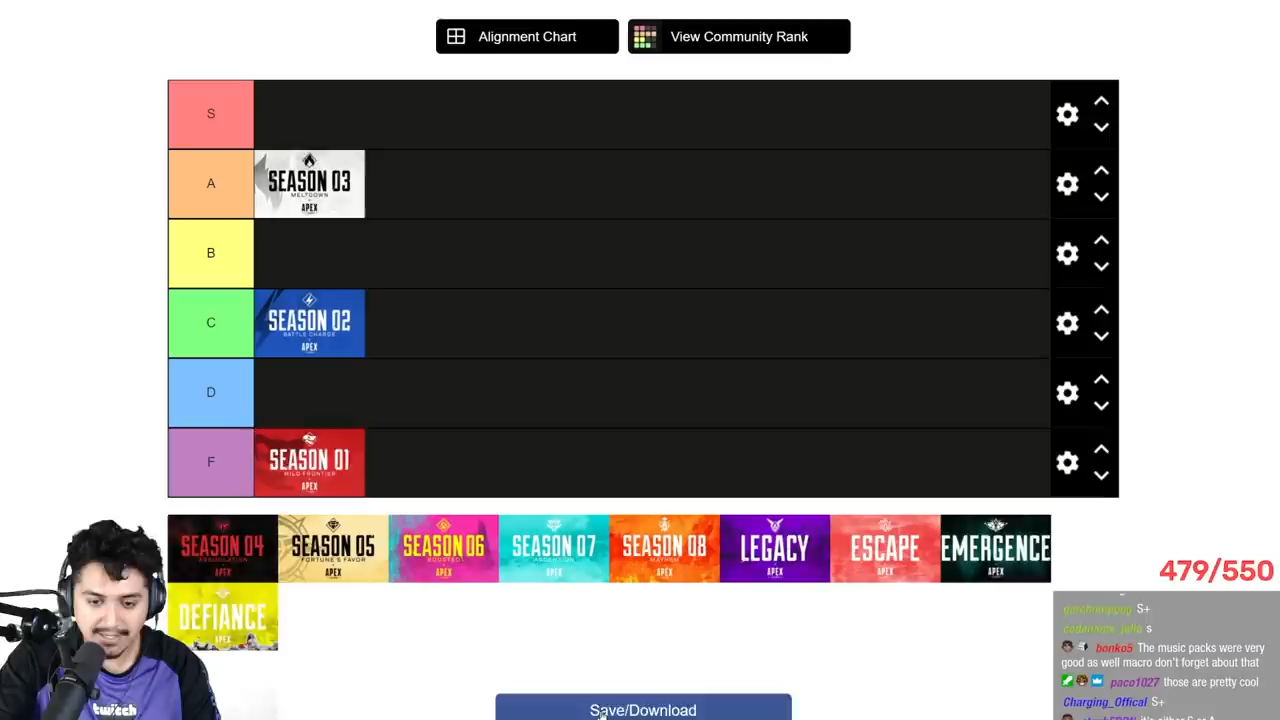 Alignment Chart
View Community Rank
S
A
SEASON 03
MELTDOWN
APEX
B
C
SEASON 02
BATTLE CHARGE
APEX
D
F
SEASON 01
WILD FRONTIER
APEX
SEASON 04
ASSIMILATION
APEX
SEASON 05
FORTUNE'S FAVOR
APEX
SEASON 06
BOOSTED
APEX
SEASON 07
ASCENSION
APEX
SEASON 08
MAYHEM
APEX
LEGACY
APEX
ESCAPE
APEX
EMERGENCE
APEX
DEFIANCE
APEX
479/550
S+
s
bonko5 The music packs were very
good as well macro don't forget about that
paco1027 those are pretty cool
Charging_Offical S+
twitch
Save/Download